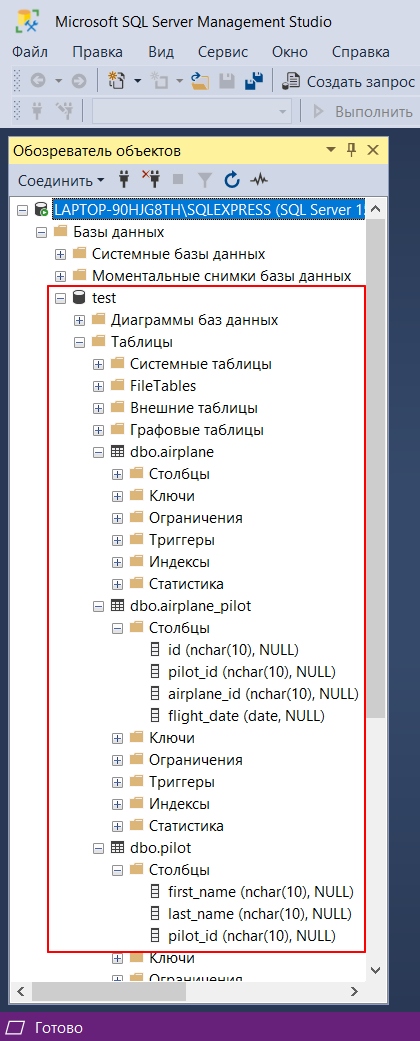 Microsoft SQL Server Management Studio
Файл Правка Вид Сервис Окно Справка
Создать запрос
Выполнить
Обозреватель объектов
Соединить
LAPTOP-90HJG8TH\SQLEXPRESS (SQL Server 1
Базы данных
Системные базы данных
Моментальные снимки базы данных
test
Диаграммы баз данных
Таблицы
Системные таблицы
FileTables
Внешние таблицы
Графовые таблицы
dbo.airplane
Столбцы
Ключи
Ограничения
Триггеры
Индексы
Статистика
dbo.airplane_pilot
Столбцы
id (nchar(10), NULL)
pilot_id (nchar(10), NULL)
airplane_id (nchar(10), NULL)
flight_date (date, NULL)
Ключи
Ограничения
Триггеры
Индексы
Статистика
dbo.pilot
Столбцы
first_name (nchar(10), NULL)
last_name (nchar(10), NULL)
pilot_id (nchar(10), NULL)
Ключи
Ограничения
Готово